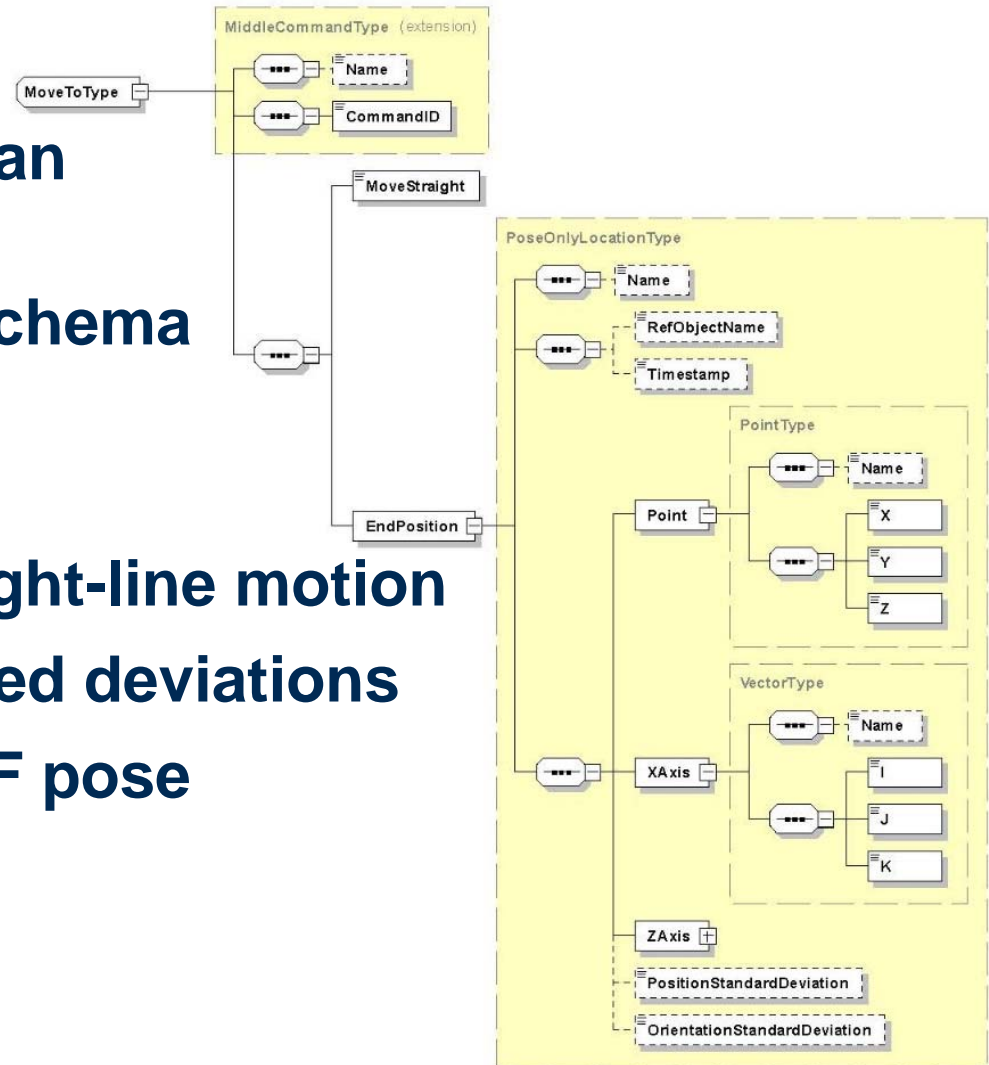 an
chema
ght-line motion
ed deviations
F pose
MoveToType
MiddleCommandType (extension)
Name
CommandID
MoveStraight
EndPosition
PoseOnlyLocationType
Name
RefObjectName
Timestamp
Point
PointType
Name
X
Y
Z
XAxis
VectorType
Name
I
J
K
ZAxis
PositionStandardDeviation
OrientationStandardDeviation